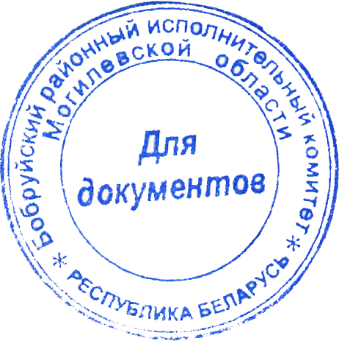 Бобруйский районный исполнительный комитет
Могилевской области
Для
документов
* РЕСПУБЛИКА БЕЛАРУСЬ *